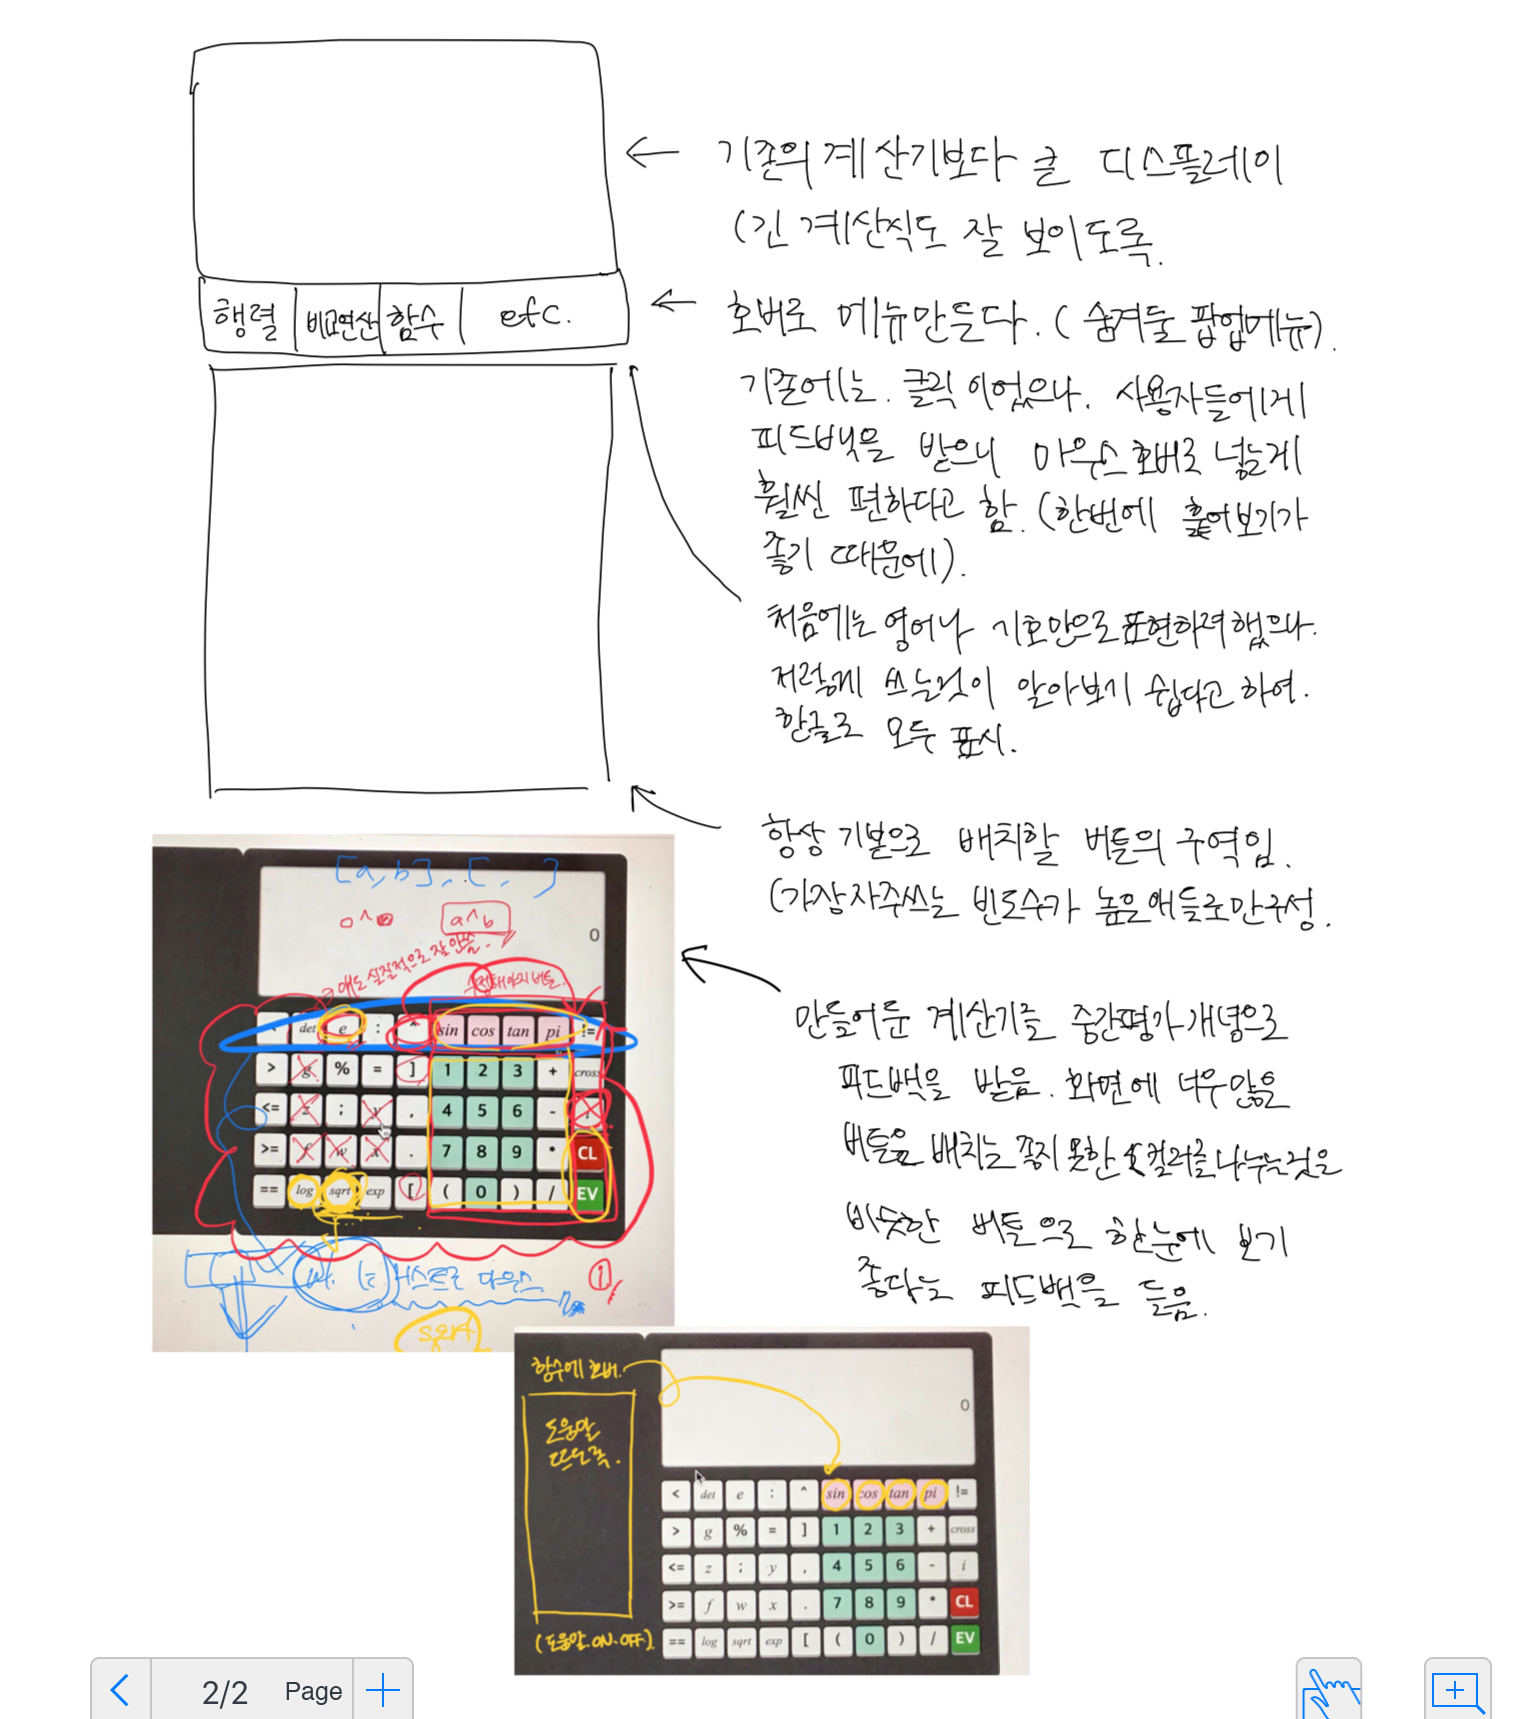 기존의 계산기보다 큰 디스플레이
(긴 계산식도 잘 보이도록.
행렬 비교연산 함수 etc.
호버로 메뉴만든다. (숨겨둘 팝업메뉴).
기존에는 클릭이었으나. 사용자들에게
피드백을 받으니 마우스호버로 넣는게
훨씬 편하다고 함. (한번에 훑어보기가
좋기 때문에).
처음에는 영어나 기호만으로 표현하려했으나.
저렇게 쓰는것이 알아보기 쉽다고 하여.
한글로 모두 표시.
항상 기본으로 배치할 버튼의 구역임.
(가장자주쓰는 빈도수가 높은애들로만구성.
만들어둔 계산기를 중간평가개념으로
피드백을 받음. 화면에 너무많은
버튼을 배치는 좋지 못한 컬러를나누는것은
비슷한 버튼으로 한눈에 보기
좋다는 피드백을 들음.
[a,b], [ , ]
a^b
0
얘도 실질적으로 잘 안씀.
< det e : ^ sin cos tan pi !=
> g % = ] 1 2 3 + cross
<= z ; y , 4 5 6 - i
>= f w x . 7 8 9 * CL
== log sqrt exp [ ( 0 ) / EV
마우스
①
sqrt
함수에 호버.
도움말
뜨도록.
(도움말.ON.OFF).
0
< det e : ^ sin cos tan pi !=
> g % = ] 1 2 3 + cross
<= z ; y , 4 5 6 - i
>= f w x . 7 8 9 * CL
== log sqrt exp [ ( 0 ) / EV
2/2 Page